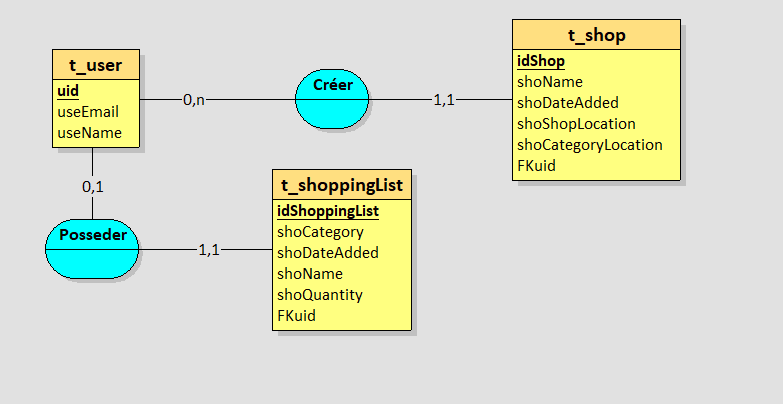 t_user
uid
useEmail
useName
0,n
Créer
1,1
t_shop
idShop
shoName
shoDateAdded
shoShopLocation
shoCategoryLocation
FKuid
0,1
Posseder
1,1
t_shoppingList
idShoppingList
shoCategory
shoDateAdded
shoName
shoQuantity
FKuid